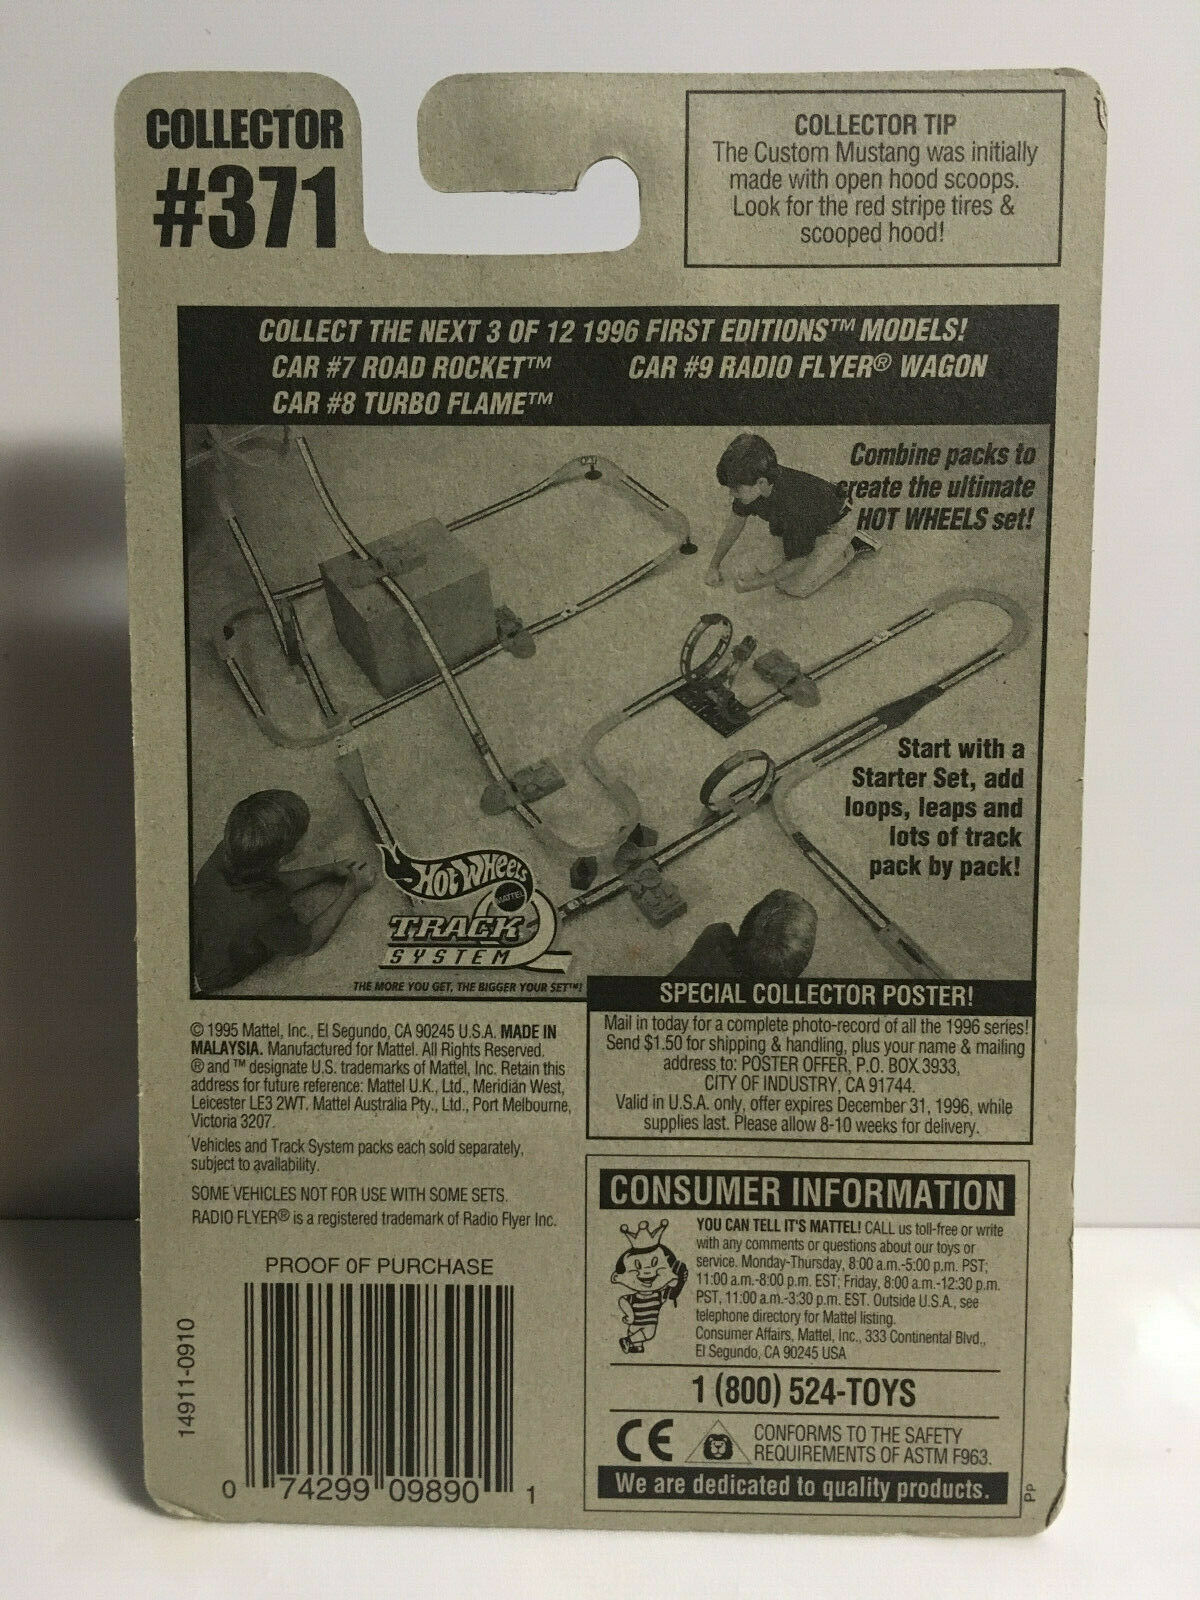 COLLECTOR
#371
COLLECTOR TIP
The Custom Mustang was initially
made with open hood scoops.
Look for the red stripe tires &
scooped hood!
COLLECT THE NEXT 3 OF 12 1996 FIRST EDITIONS™ MODELS!
CAR #7 ROAD ROCKET™
CAR #9 RADIO FLYER® WAGON
CAR #8 TURBO FLAME™
Combine packs to
create the ultimate
HOT WHEELS set!
Start with a
Starter Set, add
loops, leaps and
lots of track
pack by pack!
HOT WHEELS
MATTEL
TRACK
SYSTEM
THE MORE YOU GET, THE BIGGER YOUR SET™!
© 1995 Mattel, Inc., El Segundo, CA 90245 U.S.A. MADE IN
MALAYSIA. Manufactured for Mattel. All Rights Reserved.
® and ™ designate U.S. trademarks of Mattel, Inc. Retain this
address for future reference: Mattel U.K., Ltd., Meridian West,
Leicester LE3 2WT. Mattel Australia Pty., Ltd., Port Melbourne,
Victoria 3207.
Vehicles and Track System packs each sold separately,
subject to availability.
SOME VEHICLES NOT FOR USE WITH SOME SETS.
RADIO FLYER® is a registered trademark of Radio Flyer Inc.
SPECIAL COLLECTOR POSTER!
Mail in today for a complete photo-record of all the 1996 series!
Send $1.50 for shipping & handling, plus your name & mailing
address to: POSTER OFFER, P.O. BOX 3933,
CITY OF INDUSTRY, CA 91744.
Valid in U.S.A. only, offer expires December 31, 1996, while
supplies last. Please allow 8-10 weeks for delivery.
CONSUMER INFORMATION
YOU CAN TELL IT'S MATTEL! CALL us toll-free or write
with any comments or questions about our toys or
service. Monday-Thursday, 8:00 a.m.-5:00 p.m. PST;
11:00 a.m.-8:00 p.m. EST; Friday, 8:00 a.m.-12:30 p.m.
PST, 11:00 a.m.-3:30 p.m. EST. Outside U.S.A., see
telephone directory for Mattel listing.
Consumer Affairs, Mattel, Inc., 333 Continental Blvd.,
El Segundo, CA 90245 USA
1 (800) 524-TOYS
CE
CONFORMS TO THE SAFETY
REQUIREMENTS OF ASTM F963.
We are dedicated to quality products.
PP
PROOF OF PURCHASE
14911-0910
0 74299 09890 1